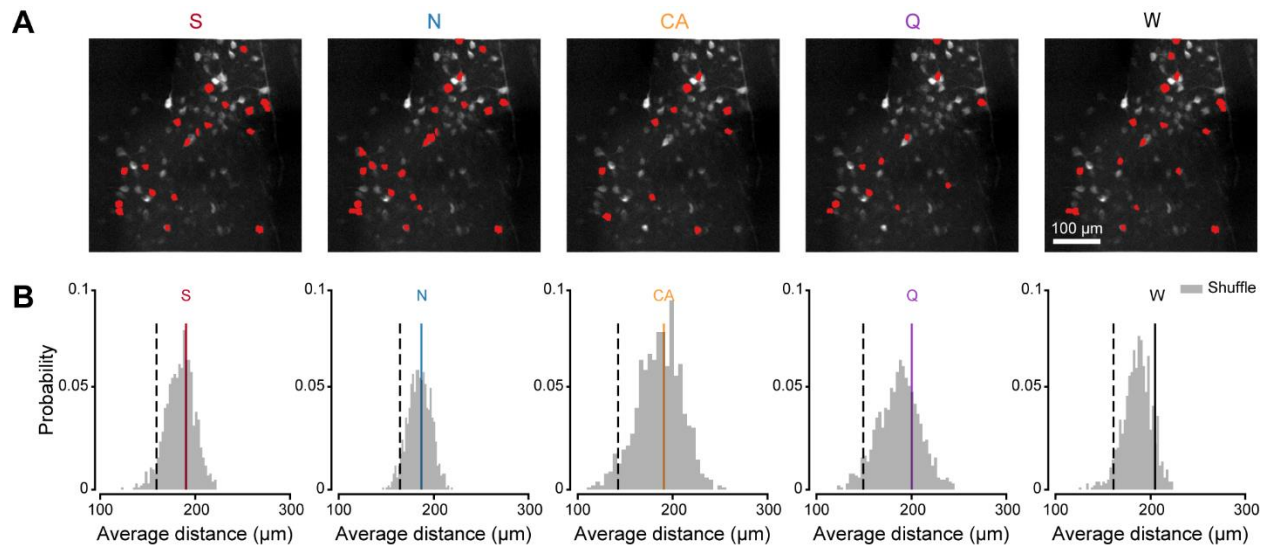 A
S N CA Q W
100 μm
B
0.1 0.1 0.1 0.1 0.1
S N CA Q W Shuffle
Probability
0.05 0.05 0.05 0.05 0.05
0 0 0 0 0
100 200 300 100 200 300 100 200 300 100 200 300 100 200 300
Average distance (μm) Average distance (μm) Average distance (μm) Average distance (μm) Average distance (μm)